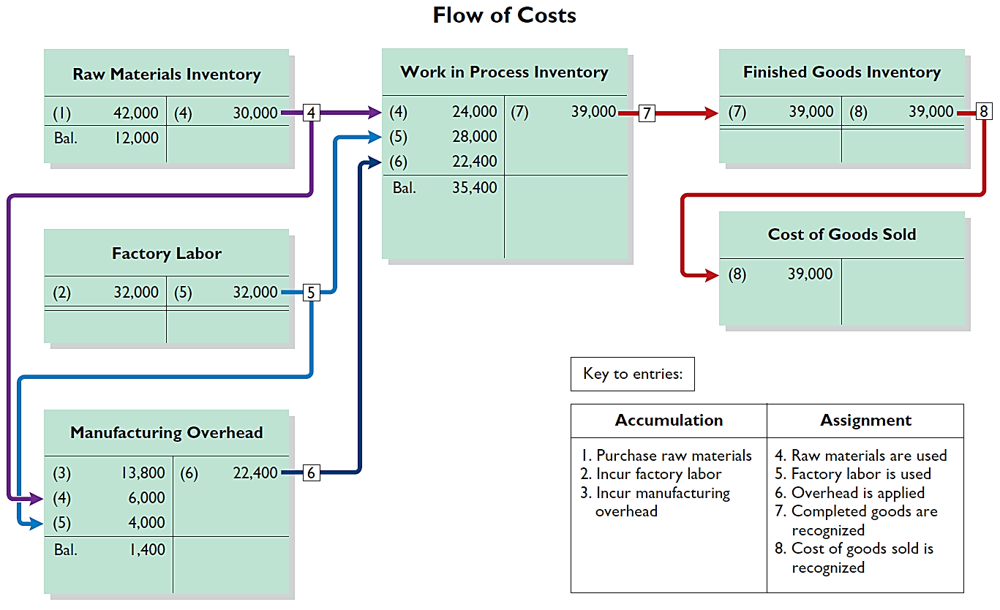 Flow of Costs
Raw Materials Inventory
(1) 42,000 (4) 30,000
Bal. 12,000
4
Work in Process Inventory
(4) 24,000 (7) 39,000
(5) 28,000
(6) 22,400
Bal. 35,400
7
Finished Goods Inventory
(7) 39,000 (8) 39,000
8
Factory Labor
(2) 32,000 (5) 32,000
5
Cost of Goods Sold
(8) 39,000
Manufacturing Overhead
(3) 13,800 (6) 22,400
(4) 6,000
(5) 4,000
Bal. 1,400
6
Key to entries:
Accumulation
1. Purchase raw materials
2. Incur factory labor
3. Incur manufacturing
overhead
Assignment
4. Raw materials are used
5. Factory labor is used
6. Overhead is applied
7. Completed goods are
recognized
8. Cost of goods sold is
recognized